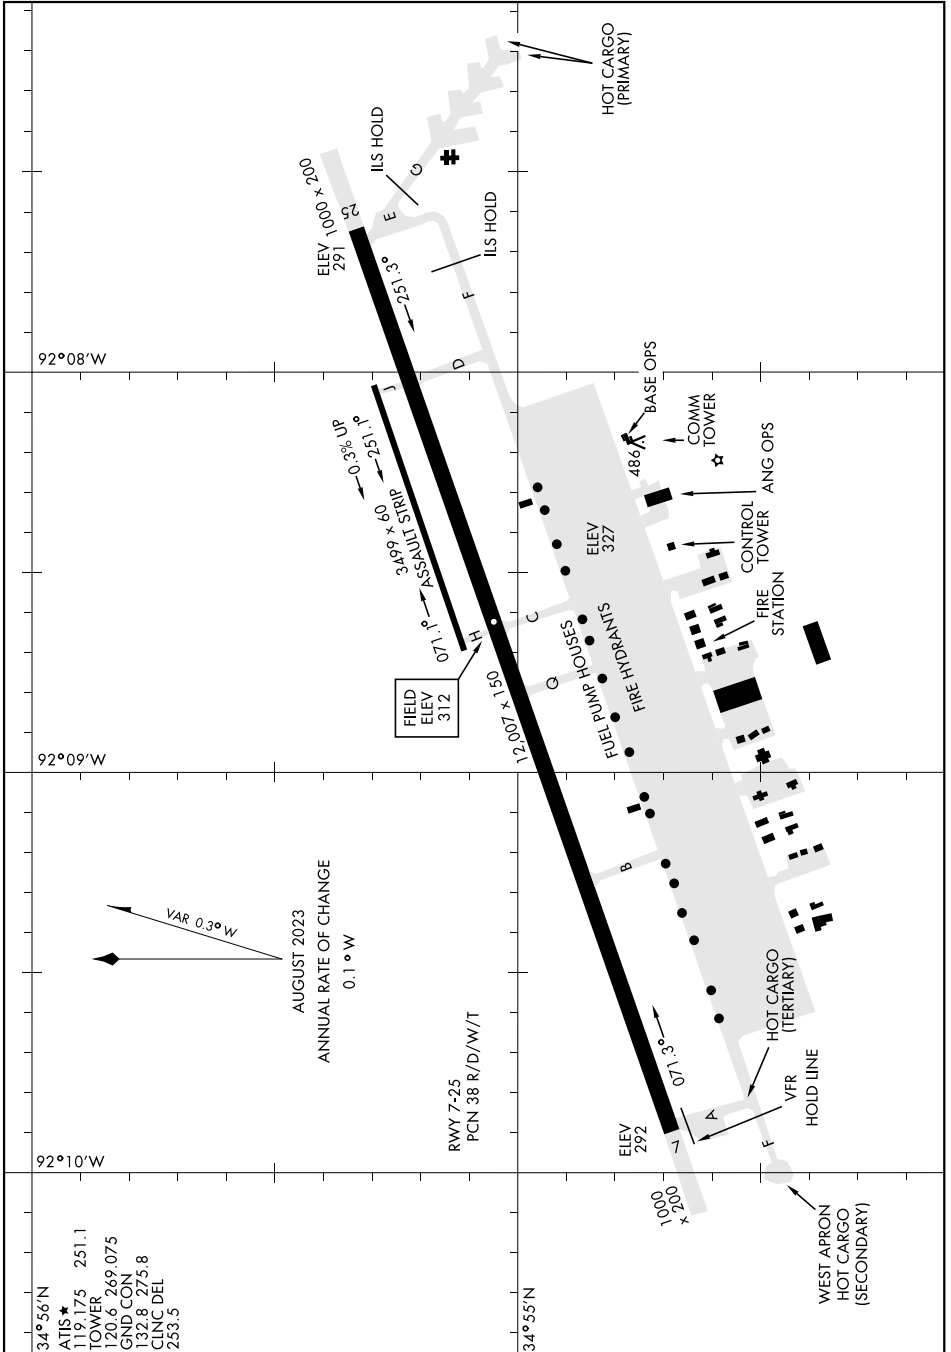 34°56'N
ATIS★
119.175 251.1
TOWER
120.6 269.075
GND CON
132.8 275.8
CLNC DEL
253.5
34°55'N
92°10'W
92°09'W
92°08'W
VAR 0.3° W
AUGUST 2023
ANNUAL RATE OF CHANGE
0.1 ° W
RWY 7-25
PCN 38 R/D/W/T
FIELD
ELEV
312
071.1°
ASSAULT STRIP
3499 x 60
251.1°
0.3% UP
ELEV
291
1000 x 200
25
251.3°
ILS HOLD
ILS HOLD
E
G
F
D
J
H
C
Q
B
A
F
12,007 x 150
HOT CARGO
(PRIMARY)
FUEL PUMP HOUSES
FIRE HYDRANTS
ELEV
327
486
BASE OPS
COMM
TOWER
ANG OPS
CONTROL
TOWER
FIRE
STATION
ELEV
292
7
071.3°
1000
x 200
HOT CARGO
(TERTIARY)
VFR
HOLD LINE
WEST APRON
HOT CARGO
(SECONDARY)